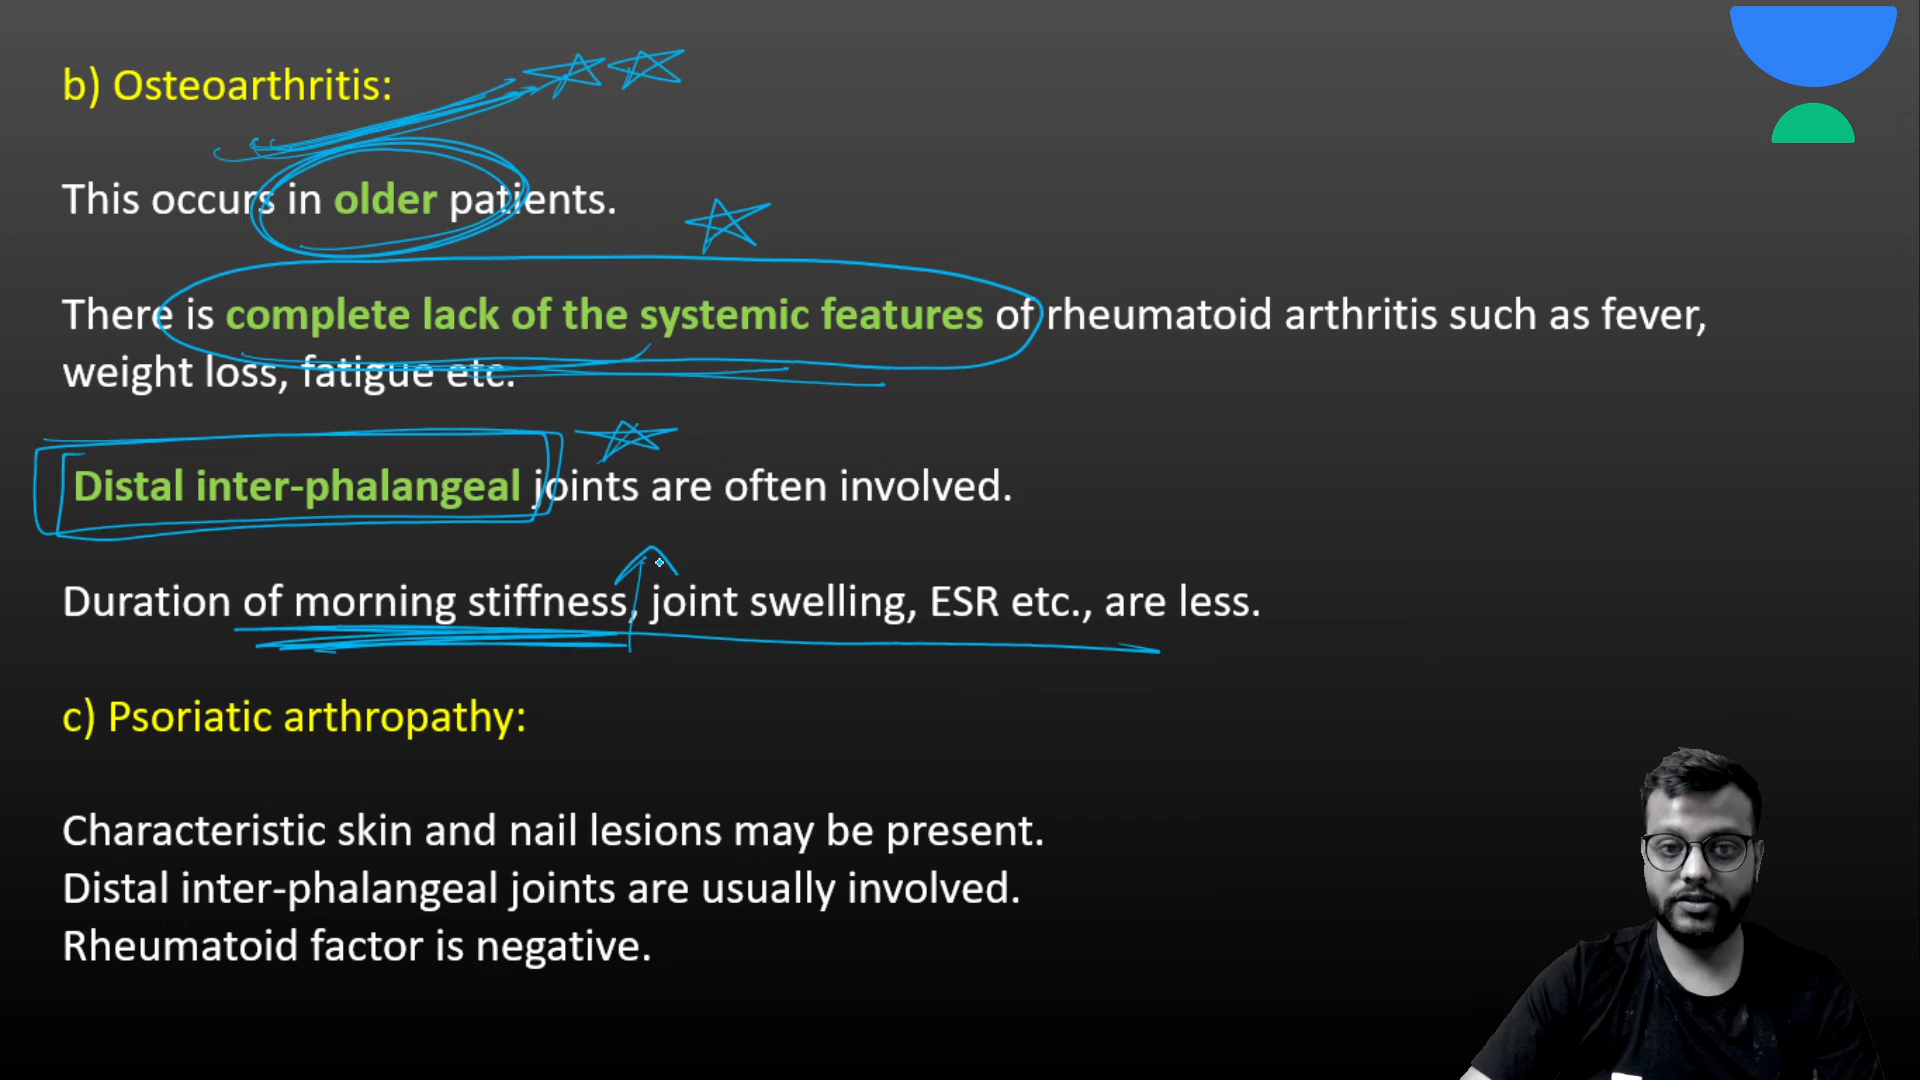 b) Osteoarthritis:
This occurs in older patients.
There is complete lack of the systemic features of rheumatoid arthritis such as fever,
weight loss, fatigue etc.
Distal inter-phalangeal joints are often involved.
Duration of morning stiffness, joint swelling, ESR etc., are less.
c) Psoriatic arthropathy:
Characteristic skin and nail lesions may be present.
Distal inter-phalangeal joints are usually involved.
Rheumatoid factor is negative.